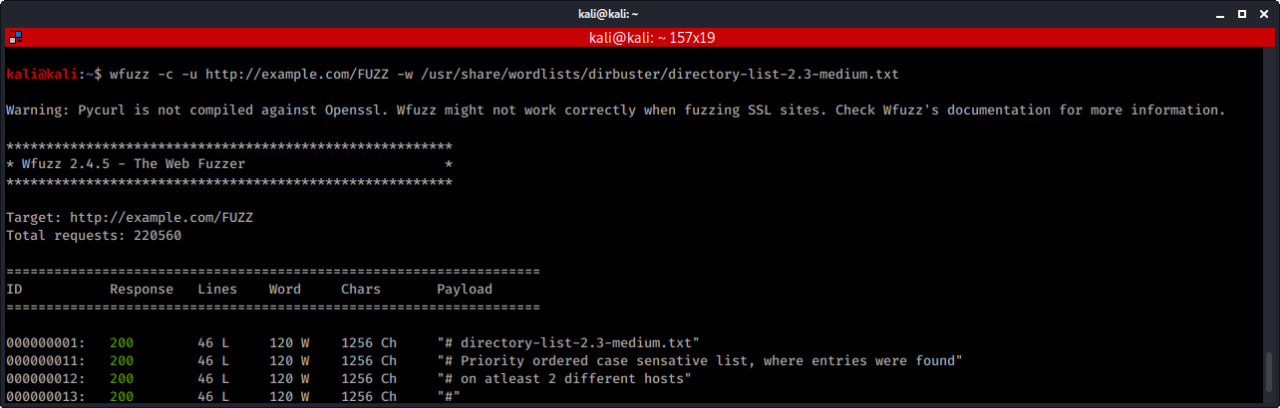 kali@kali: ~
kali@kali: ~ 157x19
kali@kali:~$ wfuzz -c -u http://example.com/FUZZ -w /usr/share/wordlists/dirbuster/directory-list-2.3-medium.txt
Warning: Pycurl is not compiled against Openssl. Wfuzz might not work correctly when fuzzing SSL sites. Check Wfuzz's documentation for more information.
********************************************************
* Wfuzz 2.4.5 - The Web Fuzzer                         *
********************************************************
Target: http://example.com/FUZZ
Total requests: 220560
===================================================================
ID           Response   Lines    Word     Chars       Payload
===================================================================
000000001:   200        46 L     120 W    1256 Ch     "# directory-list-2.3-medium.txt"
000000011:   200        46 L     120 W    1256 Ch     "# Priority ordered case sensative list, where entries were found"
000000012:   200        46 L     120 W    1256 Ch     "# on atleast 2 different hosts"
000000013:   200        46 L     120 W    1256 Ch     "#"